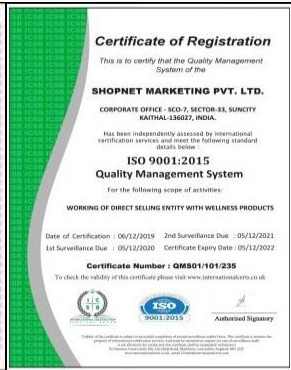 Certificate of Registration
This is to certify that the Quality Management
System of the
SHOPNET MARKETING PVT. LTD.
CORPORATE OFFICE - SCO-7, SECTOR-33, SUNCITY
KAITHAL-136027, INDIA.
Has been independently assessed by international
certification services and meet the following standard
details below :
ISO 9001:2015
Quality Management System
For the following scope of activities:
WORKING OF DIRECT SELLING ENTITY WITH WELLNESS PRODUCTS
Date of Certification : 06/12/2019 2nd Surveillance Due : 05/12/2021
1st Surveillance Due : 05/12/2020 Certificate Expiry Date : 05/12/2022
Certificate Number : QMS01/101/235
To check the validity of this certificate please visit www.internationalcerts.co.uk
ISO
9001:2015
Authorised Signatory